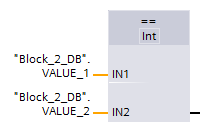 ==
Int
"Block_2_DB".
VALUE_1 IN1
"Block_2_DB".
VALUE_2 IN2